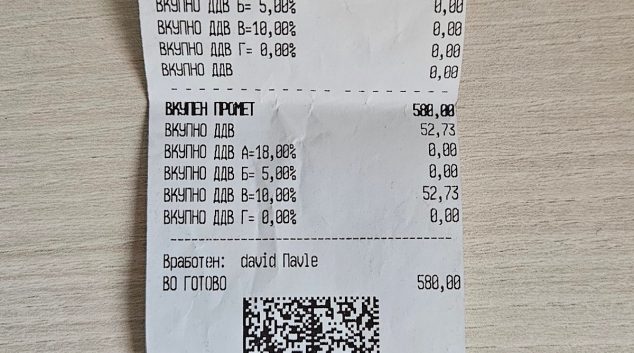 ВКУПНО ДДВ Б= 5,00% 0,00
ВКУПНО ДДВ В=10,00% 0,00
ВКУПНО ДДВ Г= 0,00% 0,00
ВКУПНО ДДВ 0,00
ВКУПЕН ПРОМЕТ 580,00
ВКУПНО ДДВ 52,73
ВКУПНО ДДВ А=18,00% 0,00
ВКУПНО ДДВ Б= 5,00% 0,00
ВКУПНО ДДВ В=10,00% 52,73
ВКУПНО ДДВ Г= 0,00% 0,00
Вработен: david Паvle
ВО ГОТОВО 580,00